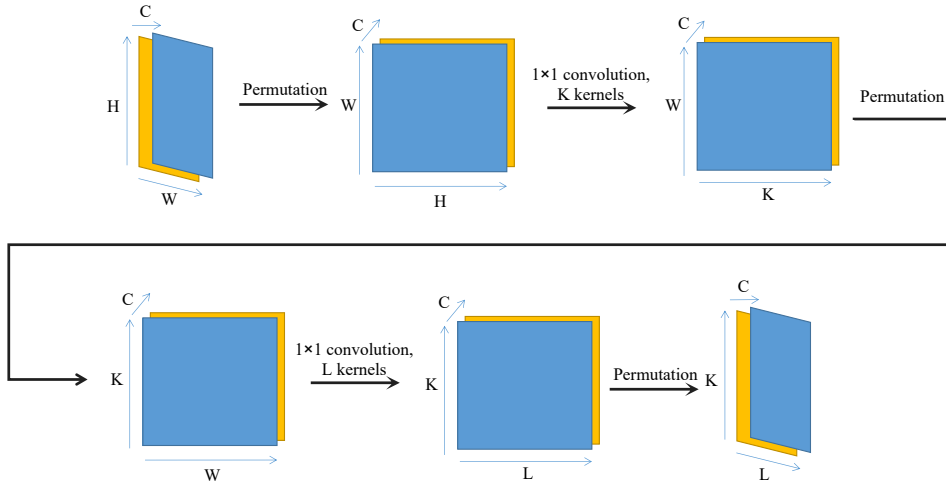 C
H
W
Permutation
C
W
H
1×1 convolution,
K kernels
C
W
K
Permutation
C
K
W
1×1 convolution,
L kernels
C
K
L
Permutation
C
K
L